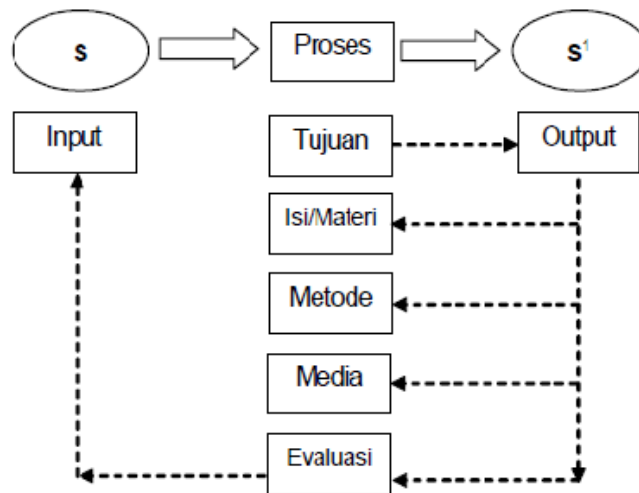 S
Proses
S¹
Input
Tujuan
Output
Isi/Materi
Metode
Media
Evaluasi